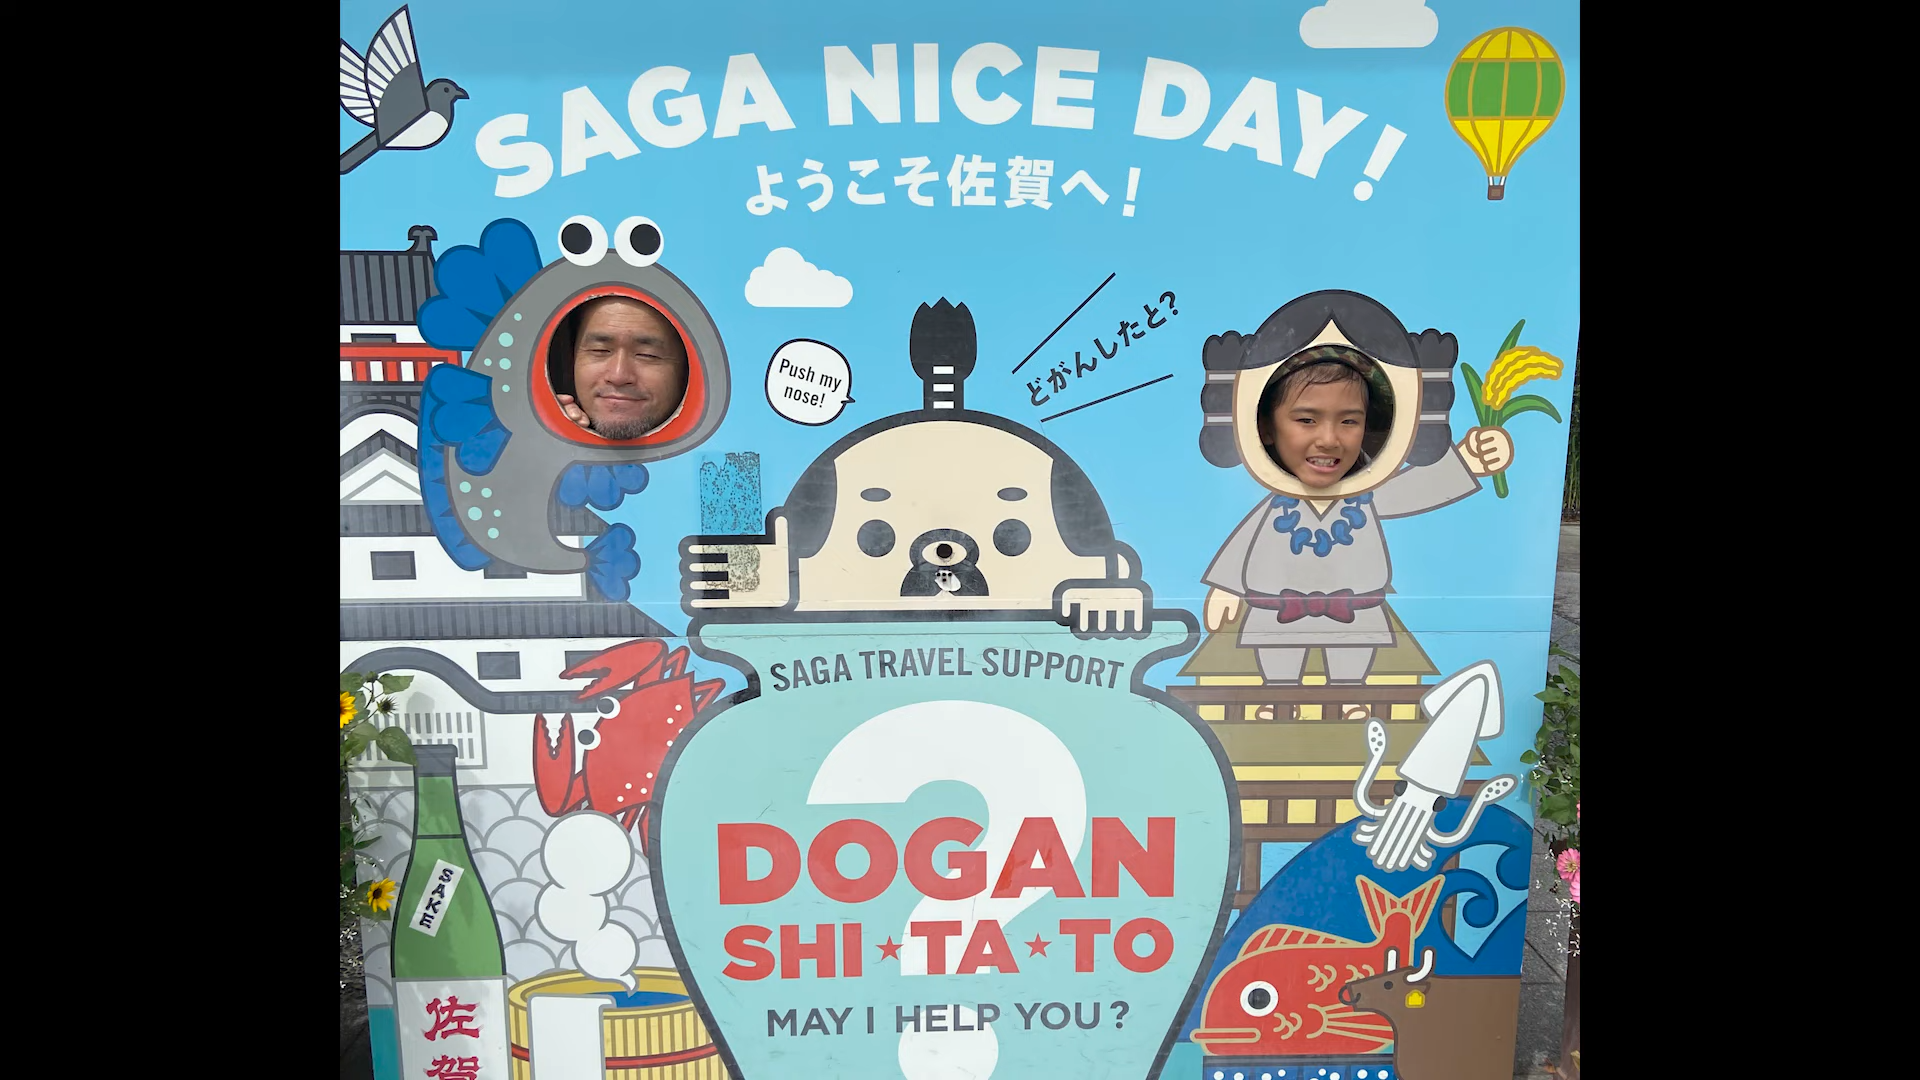 SAGA NICE DAY!
ようこそ佐賀へ!
どがんしたと?
Push my
nose!
SAGA TRAVEL SUPPORT
?
DOGAN
SHI★TA★TO
MAY I HELP YOU?
SAKE
佐
賀